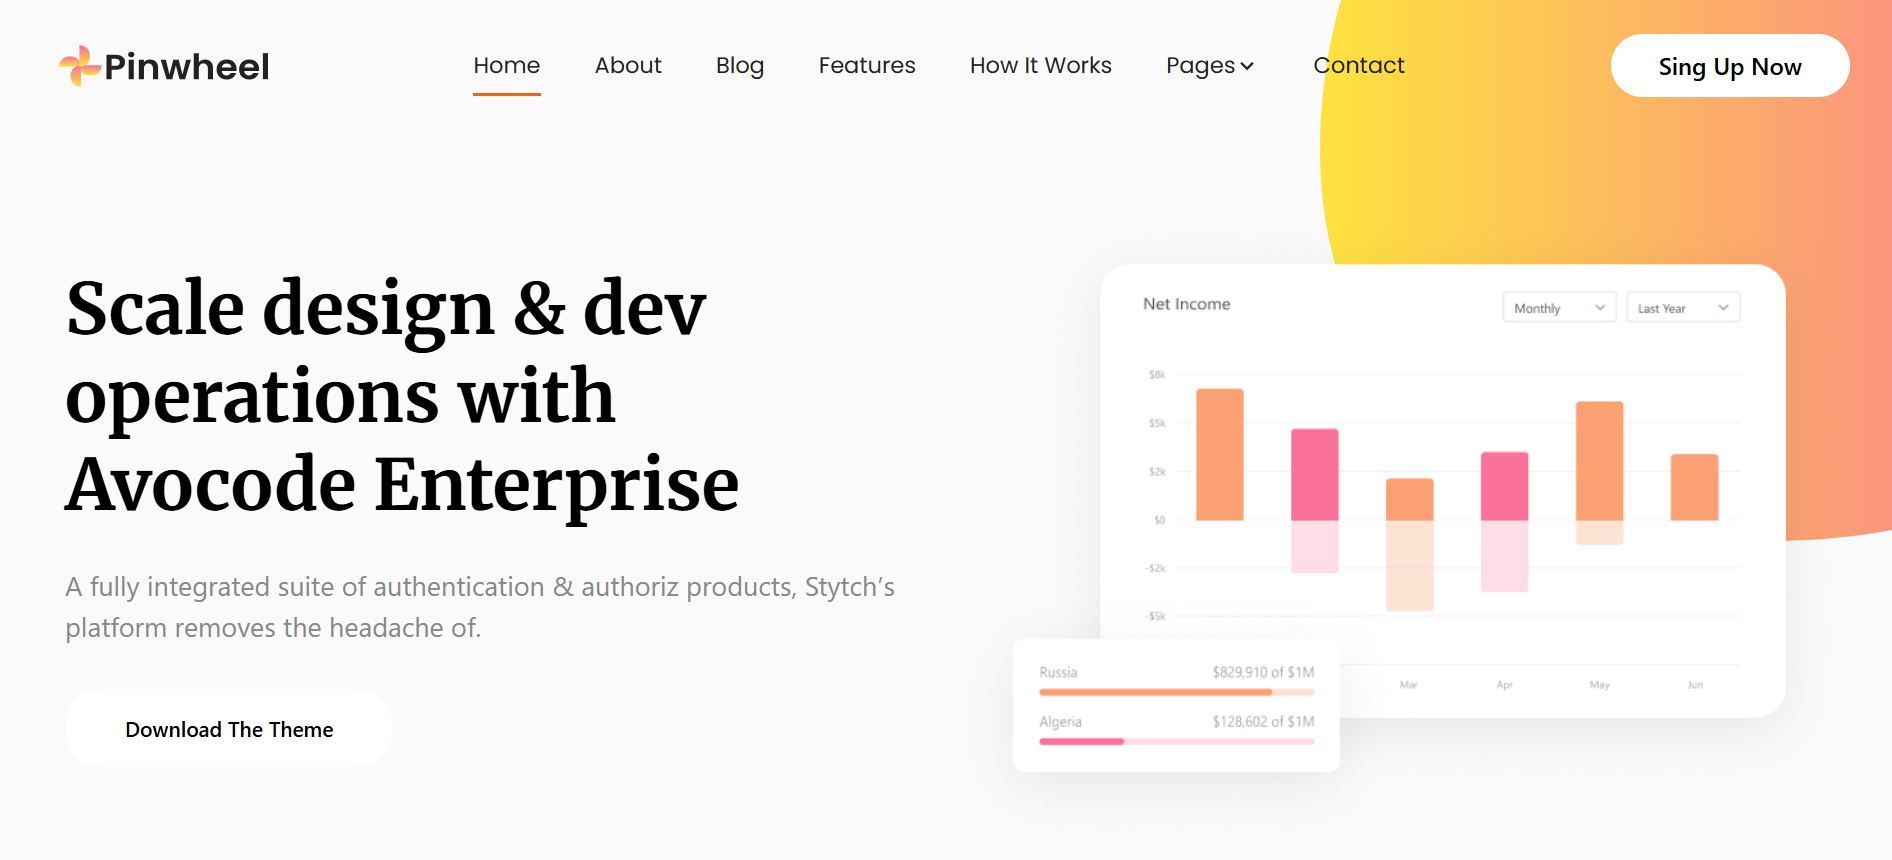 Pinwheel
Home About Blog Features How It Works Pages Contact
Sing Up Now
Scale design & dev
operations with
Avocode Enterprise
A fully integrated suite of authentication & authoriz products, Stytch’s
platform removes the headache of.
Download The Theme
Net Income
Monthly
Last Year
$8k
$5k
$2k
$0
-$2k
-$5k
Mar Apr May Jun
Russia $829,910 of $1M
Algeria $128,602 of $1M